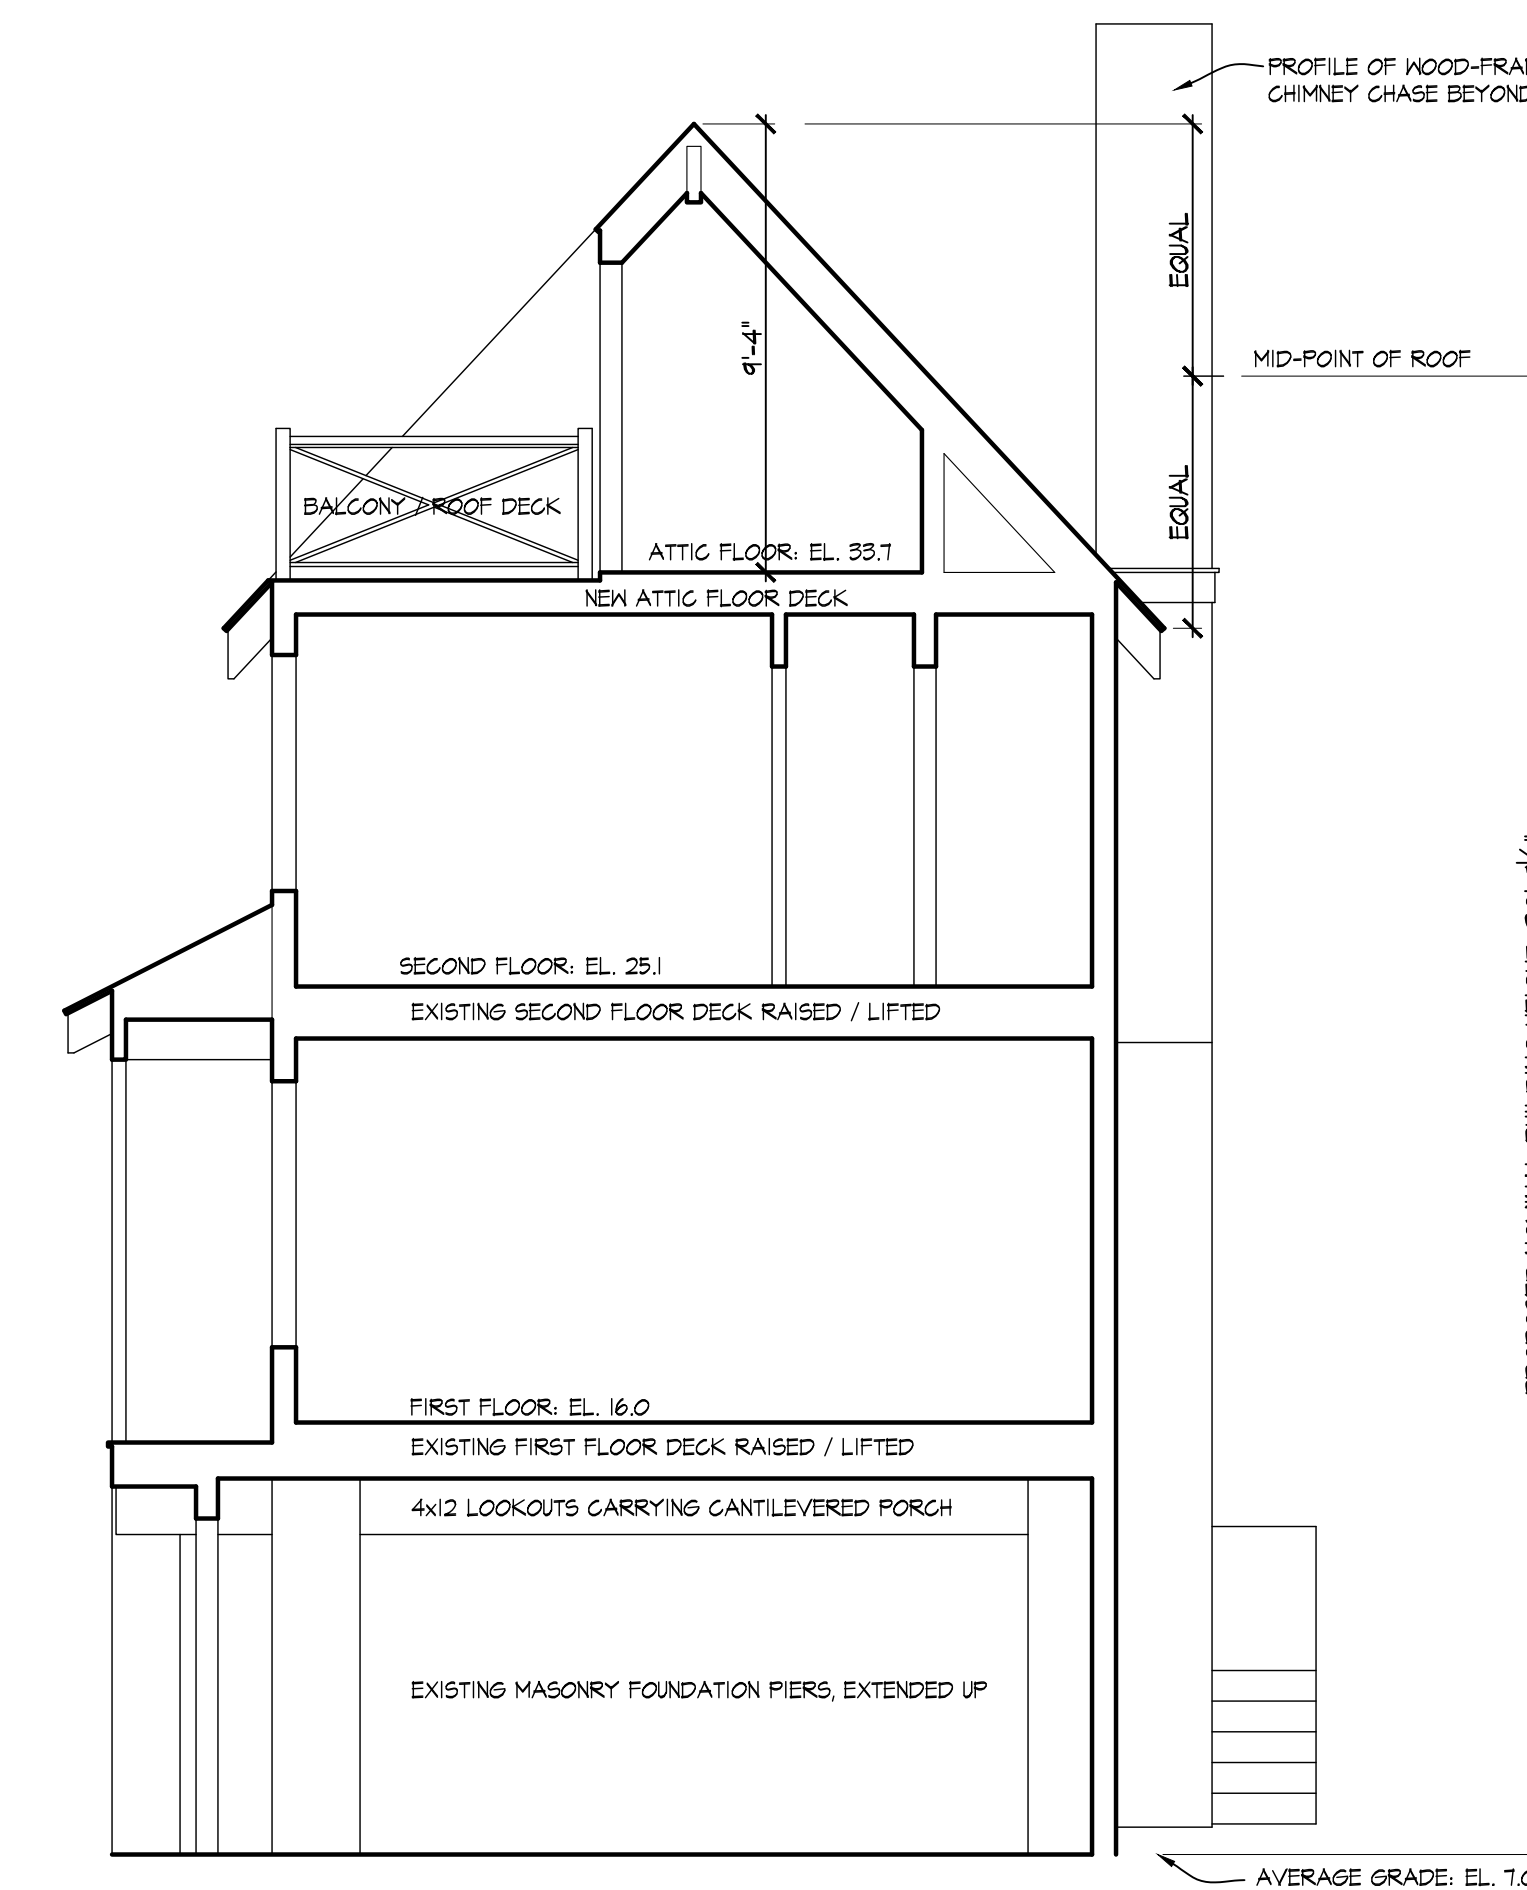 PROFILE OF WOOD-FRA
CHIMNEY CHASE BEYOND
EQUAL
MID-POINT OF ROOF
9'-4"
EQUAL
BALCONY / ROOF DECK
ATTIC FLOOR: EL. 33.7
NEW ATTIC FLOOR DECK
SECOND FLOOR: EL. 25.1
EXISTING SECOND FLOOR DECK RAISED / LIFTED
FIRST FLOOR: EL. 16.0
EXISTING FIRST FLOOR DECK RAISED / LIFTED
4x12 LOOKOUTS CARRYING CANTILEVERED PORCH
EXISTING MASONRY FOUNDATION PIERS, EXTENDED UP
AVERAGE GRADE: EL. 7.0